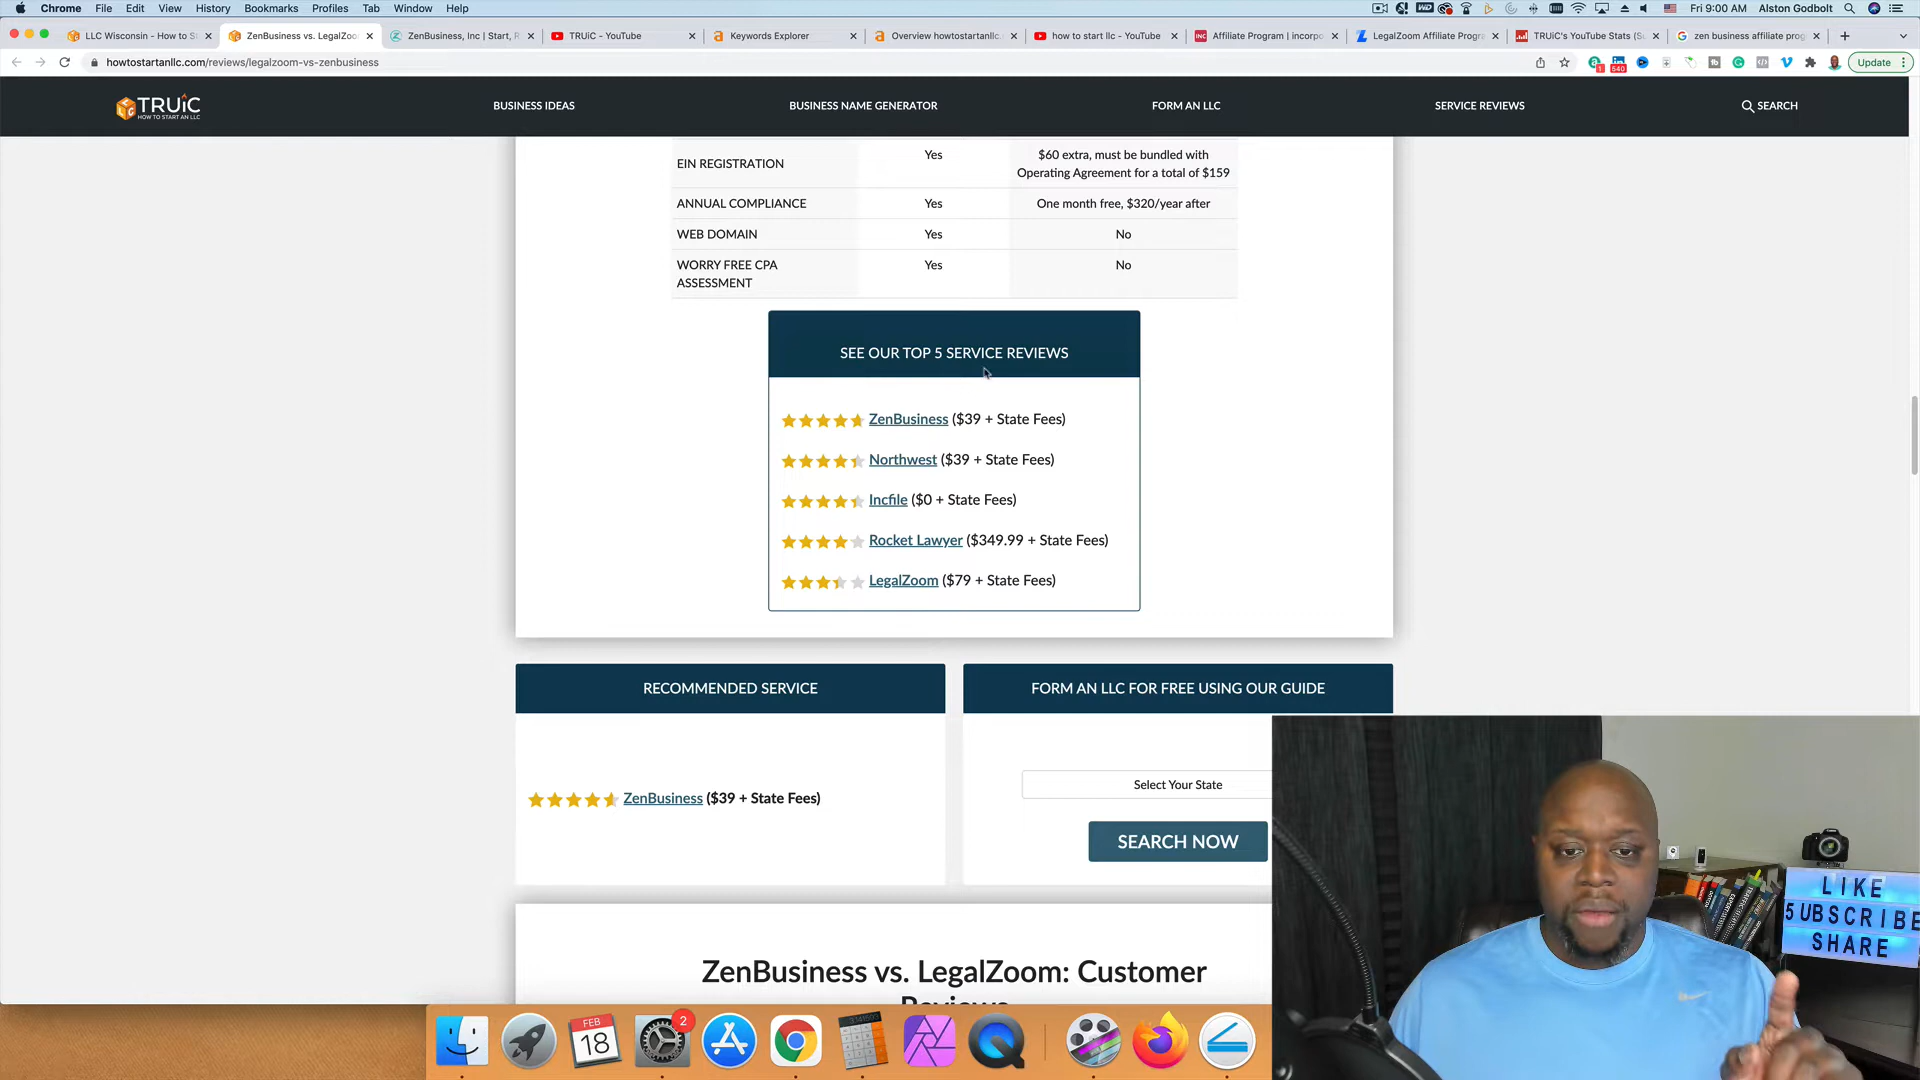 Chrome File Edit View History Bookmarks Profiles Tab Window Help
Fri 9:00 AM Alston Godbolt
LLC Wisconsin - How to S
ZenBusiness vs. LegalZoo
ZenBusiness, Inc | Start, R
TRUiC - YouTube
Keywords Explorer
Overview howtostartanllc.
how to start llc - YouTube
Affiliate Program | incorpo
LegalZoom Affiliate Progra
TRUiC's YouTube Stats (Su
zen business affiliate prog
howtostartanllc.com/reviews/legalzoom-vs-zenbusiness
540
1
Update
TRUiC
HOW TO START AN LLC
BUSINESS IDEAS
BUSINESS NAME GENERATOR
FORM AN LLC
SERVICE REVIEWS
SEARCH
EIN REGISTRATION Yes $60 extra, must be bundled with
Operating Agreement for a total of $159
ANNUAL COMPLIANCE Yes One month free, $320/year after
WEB DOMAIN Yes No
WORRY FREE CPA Yes No
ASSESSMENT
SEE OUR TOP 5 SERVICE REVIEWS
ZenBusiness ($39 + State Fees)
Northwest ($39 + State Fees)
Incfile ($0 + State Fees)
Rocket Lawyer ($349.99 + State Fees)
LegalZoom ($79 + State Fees)
RECOMMENDED SERVICE
ZenBusiness ($39 + State Fees)
FORM AN LLC FOR FREE USING OUR GUIDE
Select Your State
SEARCH NOW
ZenBusiness vs. LegalZoom: Customer
Reviews
FEB
18
2
LIKE
5UBSCRIBE
SHARE